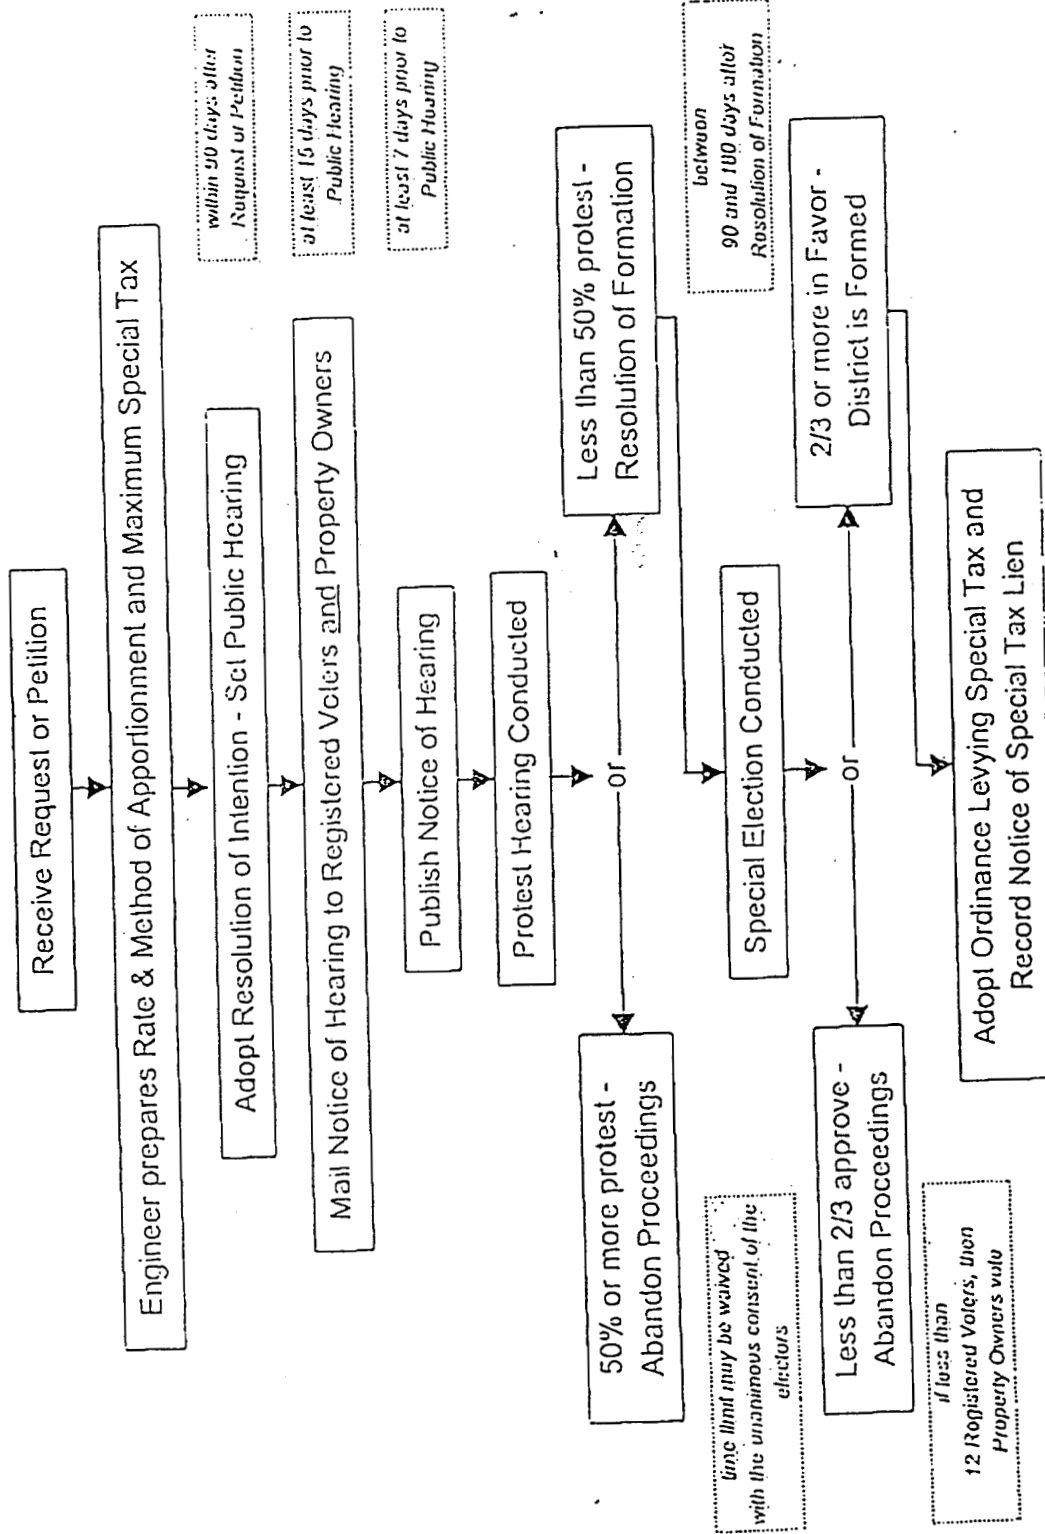 Receive Request or Petition
Engineer prepares Rate & Method of Apportionment and Maximum Special Tax
Adopt Resolution of Intention - Set Public Hearing
within 90 days after
Request of Petition
Mail Notice of Hearing to Registered Voters and Property Owners
at least 15 days prior to
Public Hearing
Publish Notice of Hearing
at least 7 days prior to
Public Hearing
Protest Hearing Conducted
or
50% or more protest -
Abandon Proceedings
Less than 50% protest -
Resolution of Formation
time limit may be waived
with the unanimous consent of the
electors
Special Election Conducted
between
90 and 180 days after
Resolution of Formation
or
Less than 2/3 approve -
Abandon Proceedings
2/3 or more in Favor -
District is Formed
if less than
12 Registered Voters, then
Property Owners vote
Adopt Ordinance Levying Special Tax and
Record Notice of Special Tax Lien